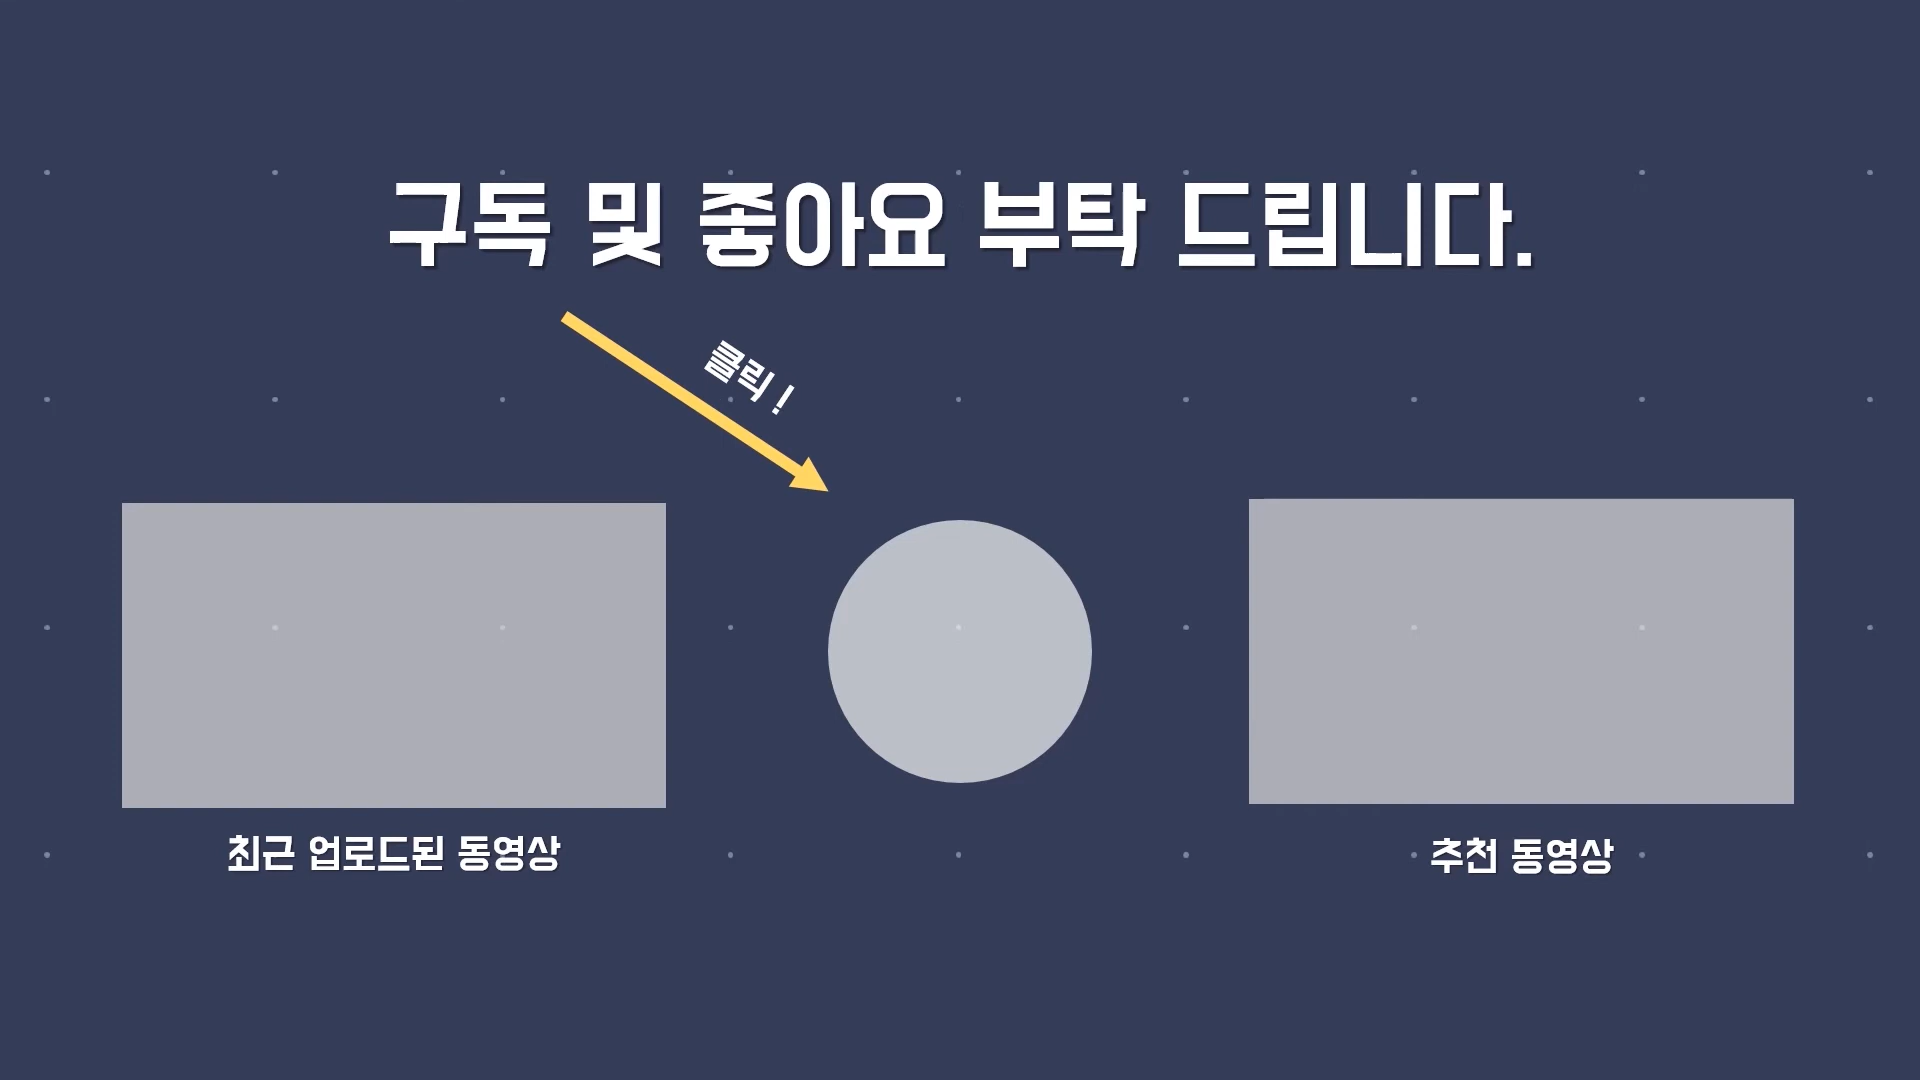 구독 및 좋아요 부탁 드립니다.
클릭 !
최근 업로드된 동영상
추천 동영상